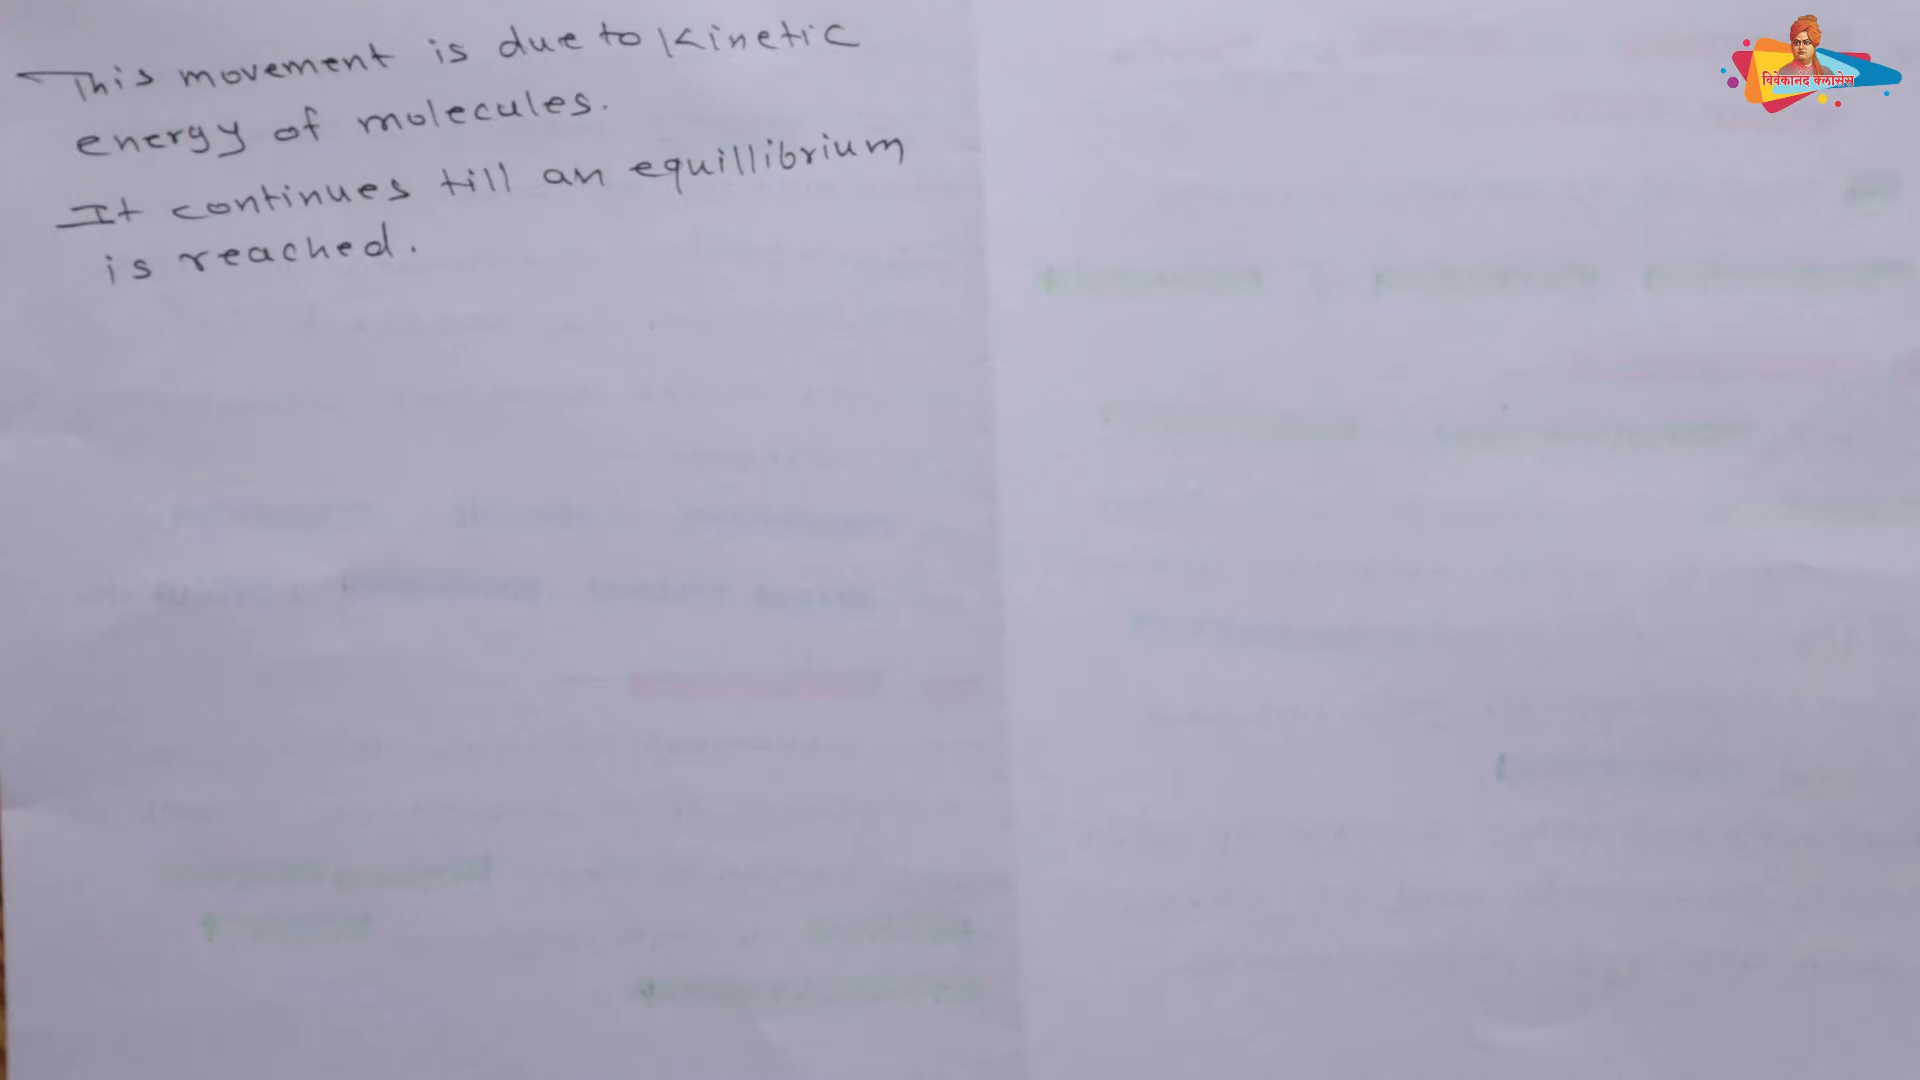 This movement is due to Kinetic
energy of molecules.
It continues till an equillibrium
is reached.
विवेकानंद क्लासेस